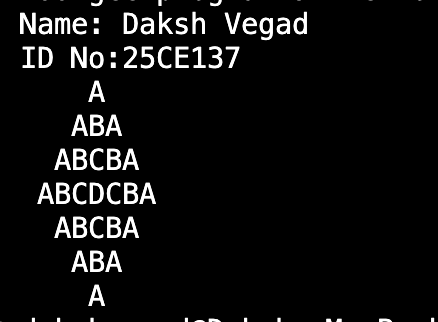 Name: Daksh Vegad
ID No:25CE137
    A
   ABA
  ABCBA
 ABCDCBA
  ABCBA
   ABA
    A